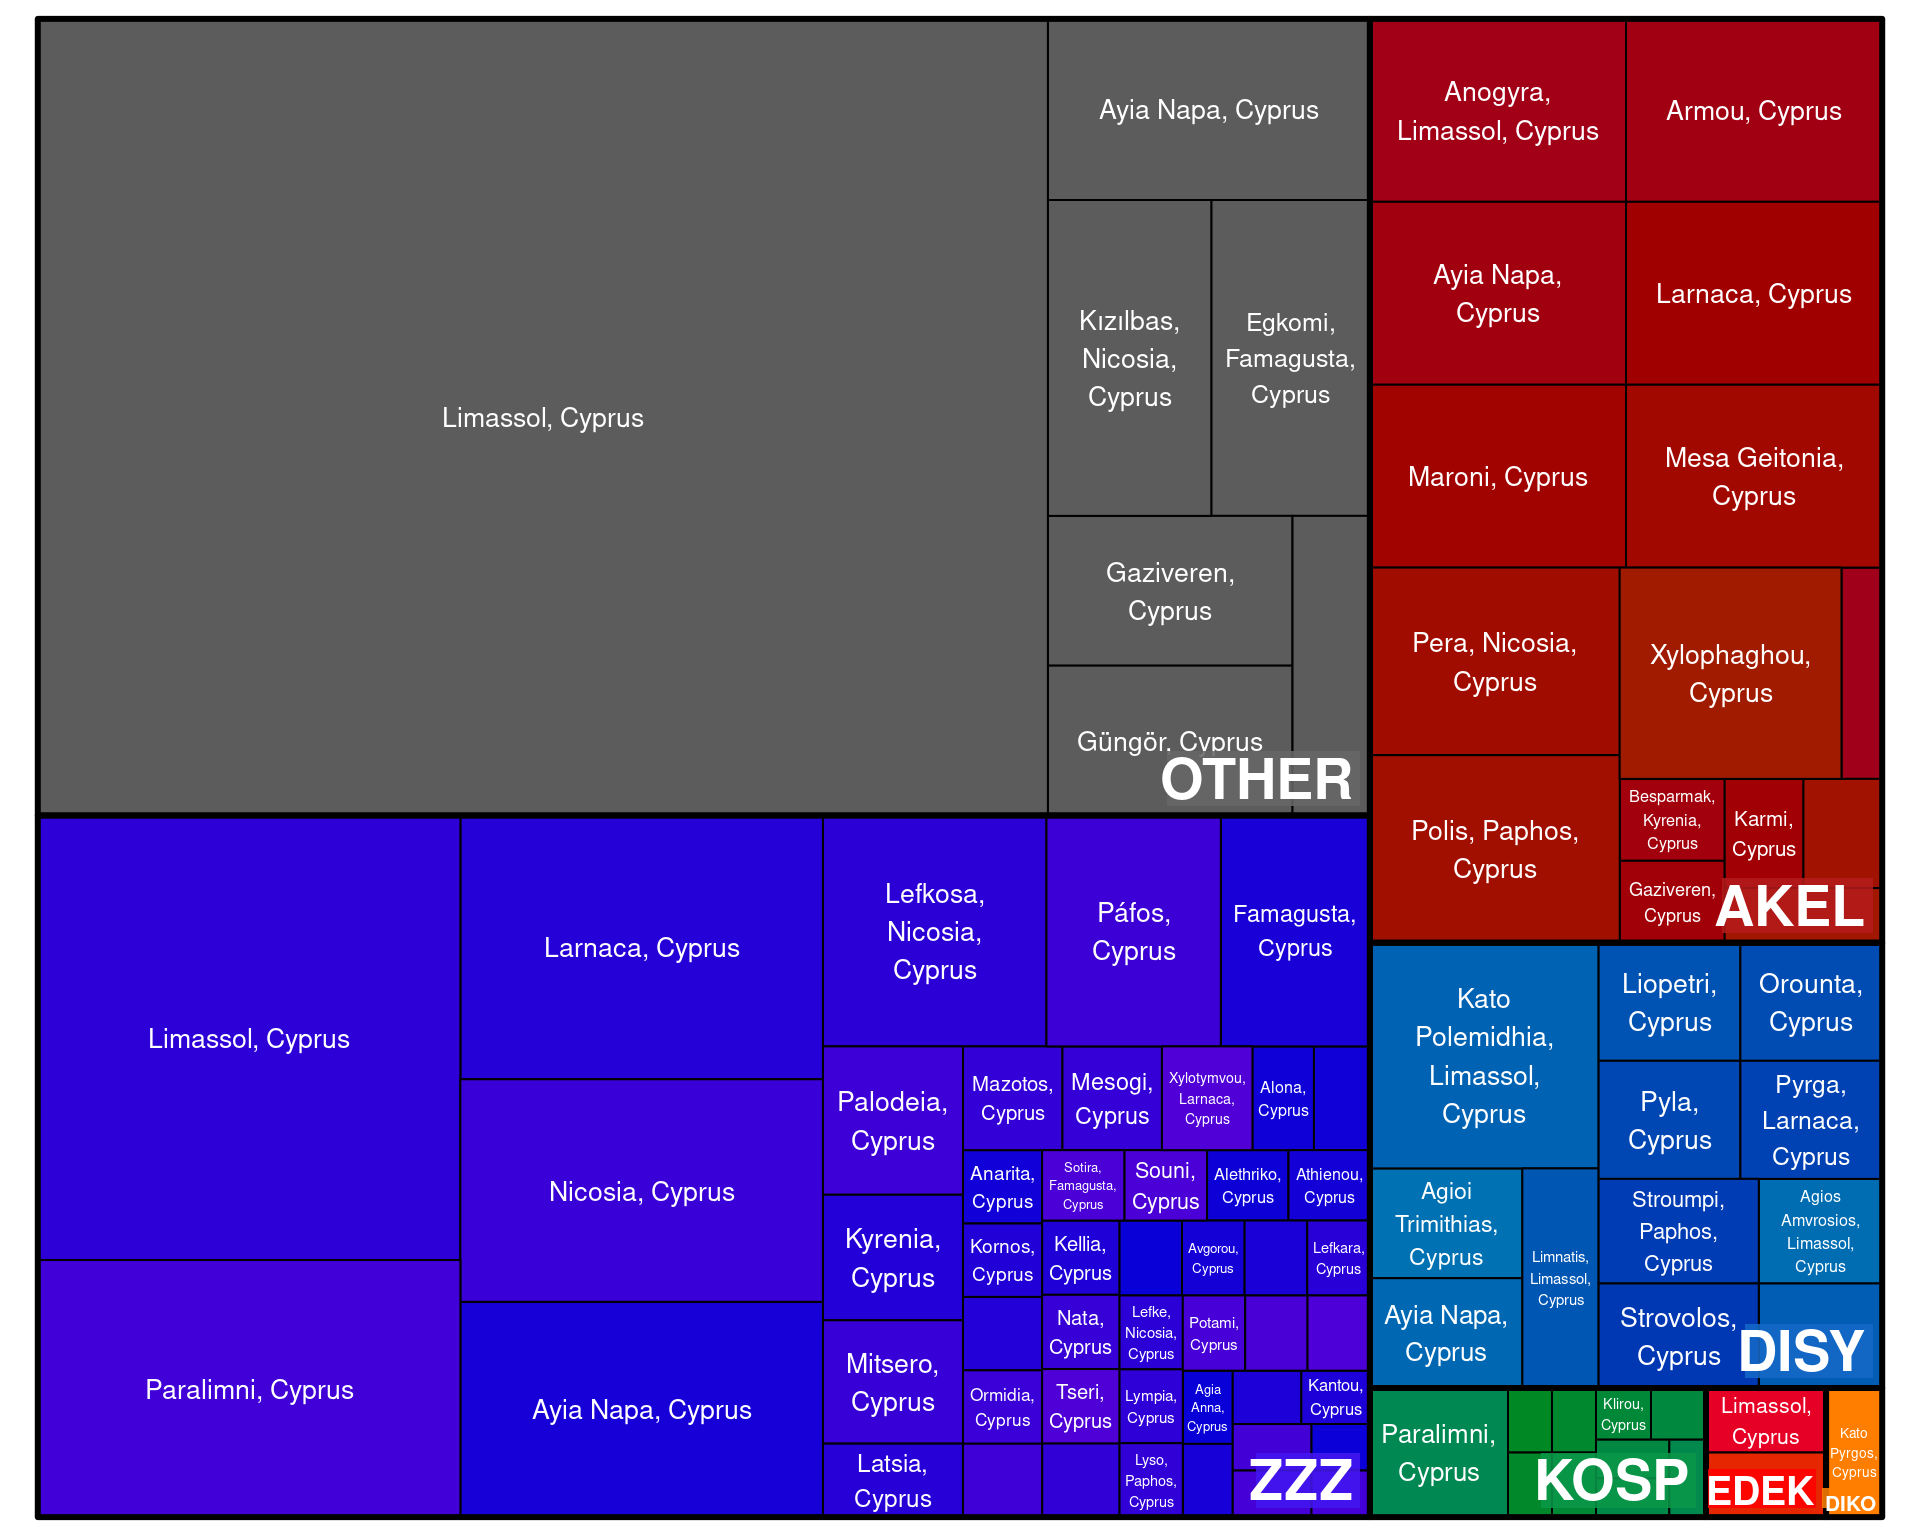 Limassol, Cyprus
Ayia Napa, Cyprus
Kızılbas,
Nicosia,
Cyprus
Egkomi,
Famagusta,
Cyprus
Gaziveren,
Cyprus
Güngör, Cyprus
OTHER
Anogyra,
Limassol, Cyprus
Armou, Cyprus
Ayia Napa,
Cyprus
Larnaca, Cyprus
Maroni, Cyprus
Mesa Geitonia,
Cyprus
Pera, Nicosia,
Cyprus
Xylophaghou,
Cyprus
Polis, Paphos,
Cyprus
Besparmak,
Kyrenia,
Cyprus
Karmi,
Cyprus
Gaziveren,
Cyprus
AKEL
Limassol, Cyprus
Paralimni, Cyprus
Larnaca, Cyprus
Nicosia, Cyprus
Ayia Napa, Cyprus
Lefkosa,
Nicosia,
Cyprus
Páfos,
Cyprus
Famagusta,
Cyprus
Palodeia,
Cyprus
Kyrenia,
Cyprus
Mitsero,
Cyprus
Latsia,
Cyprus
Mazotos,
Cyprus
Mesogi,
Cyprus
Xylotymvou,
Larnaca,
Cyprus
Alona,
Cyprus
Anarita,
Cyprus
Sotira,
Famagusta,
Cyprus
Souni,
Cyprus
Alethriko,
Cyprus
Athienou,
Cyprus
Kornos,
Cyprus
Kellia,
Cyprus
Avgorou,
Cyprus
Lefkara,
Cyprus
Nata,
Cyprus
Lefke,
Nicosia,
Cyprus
Potami,
Cyprus
Ormidia,
Cyprus
Tseri,
Cyprus
Lympia,
Cyprus
Agia
Anna,
Cyprus
Kantou,
Cyprus
Lyso,
Paphos,
Cyprus
ZZZ
Kato
Polemidhia,
Limassol,
Cyprus
Liopetri,
Cyprus
Orounta,
Cyprus
Pyla,
Cyprus
Pyrga,
Larnaca,
Cyprus
Agioi
Trimithias,
Cyprus
Limnatis,
Limassol,
Cyprus
Stroumpi,
Paphos,
Cyprus
Agios
Amvrosios,
Limassol,
Cyprus
Ayia Napa,
Cyprus
Strovolos,
Cyprus
DISY
Paralimni,
Cyprus
Klirou,
Cyprus
KOSP
Limassol,
Cyprus
EDEK
Kato
Pyrgos,
Cyprus
DIKO